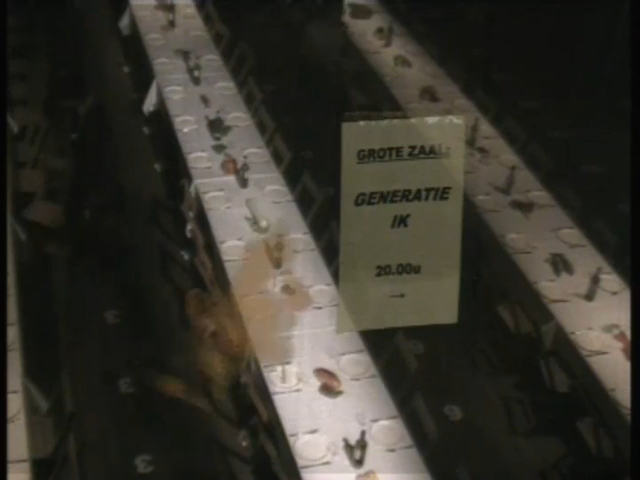 GROTE ZAAL:
GENERATIE
IK
20.00u
→